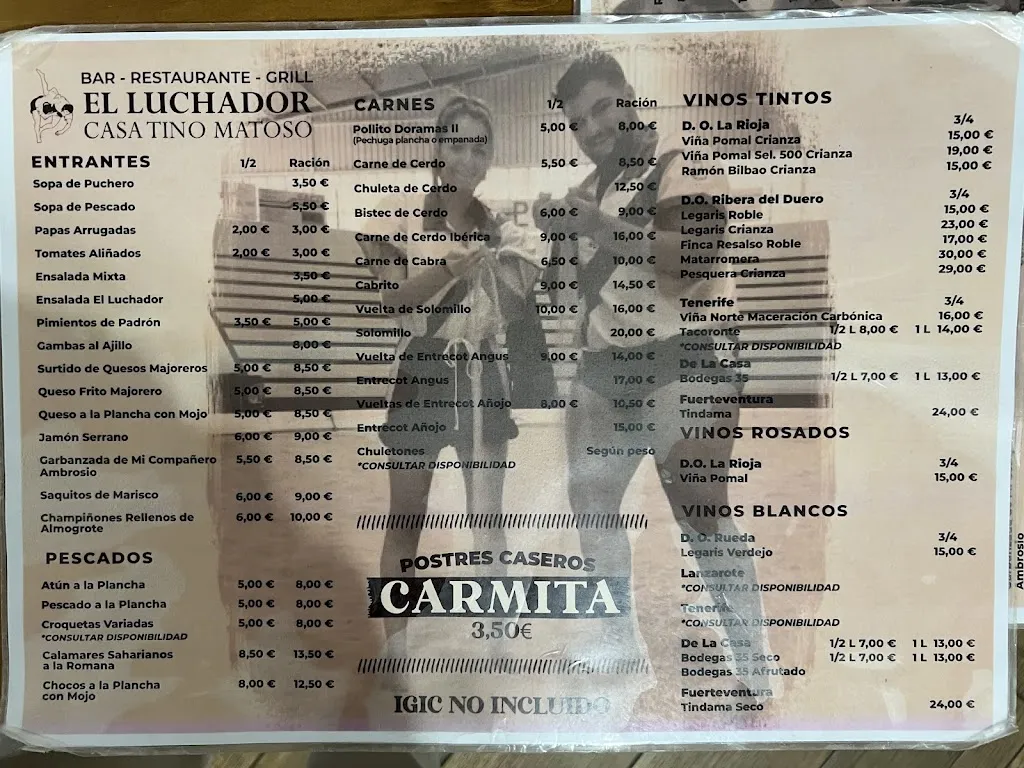 BAR - RESTAURANTE - GRILL
EL LUCHADOR
CASA TINO MATOSO
ENTRANTES 1/2 Ración
Sopa de Puchero 3,50 €
Sopa de Pescado 5,50 €
Papas Arrugadas 2,00 € 3,00 €
Tomates Aliñados 2,00 € 3,00 €
Ensalada Mixta 3,50 €
Ensalada El Luchador 5,00 €
Pimientos de Padrón 3,50 € 5,00 €
Gambas al Ajillo 8,00 €
Surtido de Quesos Majoreros 5,00 € 8,50 €
Queso Frito Majorero 5,00 € 8,50 €
Queso a la Plancha con Mojo 5,00 € 8,50 €
Jamón Serrano 6,00 € 9,00 €
Garbanzada de Mi Compañero 5,50 € 8,50 €
Ambrosio
Saquitos de Marisco 6,00 € 9,00 €
Champiñones Rellenos de 6,00 € 10,00 €
Almogrote
PESCADOS
Atún a la Plancha 5,00 € 8,00 €
Pescado a la Plancha 5,00 € 8,00 €
Croquetas Variadas 5,00 € 8,00 €
*CONSULTAR DISPONIBILIDAD
Calamares Saharianos 8,50 € 13,50 €
a la Romana
Chocos a la Plancha 8,00 € 12,50 €
con Mojo
CARNES 1/2 Ración
Pollito Doramas II 5,00 € 8,00 €
(Pechuga plancha o empanada)
Carne de Cerdo 5,50 € 8,50 €
Chuleta de Cerdo 12,50 €
Bistec de Cerdo 6,00 € 9,00 €
Carne de Cerdo Ibérica 9,00 € 16,00 €
Carne de Cabra 6,50 € 10,00 €
Cabrito 9,00 € 14,50 €
Vuelta de Solomillo 10,00 € 16,00 €
Solomillo 20,00 €
Vuelta de Entrecot Angus 9,00 € 14,00 €
Entrecot Angus 17,00 €
Vueltas de Entrecot Añojo 8,00 € 10,50 €
Entrecot Añojo 15,00 €
Chuletones Según peso
*CONSULTAR DISPONIBILIDAD
POSTRES CASEROS
CARMITA
3,50€
IGIC NO INCLUIDO
VINOS TINTOS
D. O. La Rioja 3/4
Viña Pomal Crianza 15,00 €
Viña Pomal Sel. 500 Crianza 19,00 €
Ramón Bilbao Crianza 15,00 €
D.O. Ribera del Duero 3/4
Legaris Roble 15,00 €
Legaris Crianza 23,00 €
Finca Resalso Roble 17,00 €
Matarromera 30,00 €
Pesquera Crianza 29,00 €
Tenerife 3/4
Viña Norte Maceración Carbónica 16,00 €
Tacoronte 1/2 L 8,00 € 1 L 14,00 €
*CONSULTAR DISPONIBILIDAD
De La Casa
Bodegas 35 1/2 L 7,00 € 1 L 13,00 €
Fuerteventura
Tindama 24,00 €
VINOS ROSADOS
D.O. La Rioja 3/4
Viña Pomal 15,00 €
VINOS BLANCOS
D. O. Rueda 3/4
Legaris Verdejo 15,00 €
Lanzarote
*CONSULTAR DISPONIBILIDAD
Tenerife
*CONSULTAR DISPONIBILIDAD
De La Casa 1/2 L 7,00 € 1 L 13,00 €
Bodegas 35 Seco 1/2 L 7,00 € 1 L 13,00 €
Bodegas 35 Afrutado
Fuerteventura
Tindama Seco 24,00 €
Ambrosio